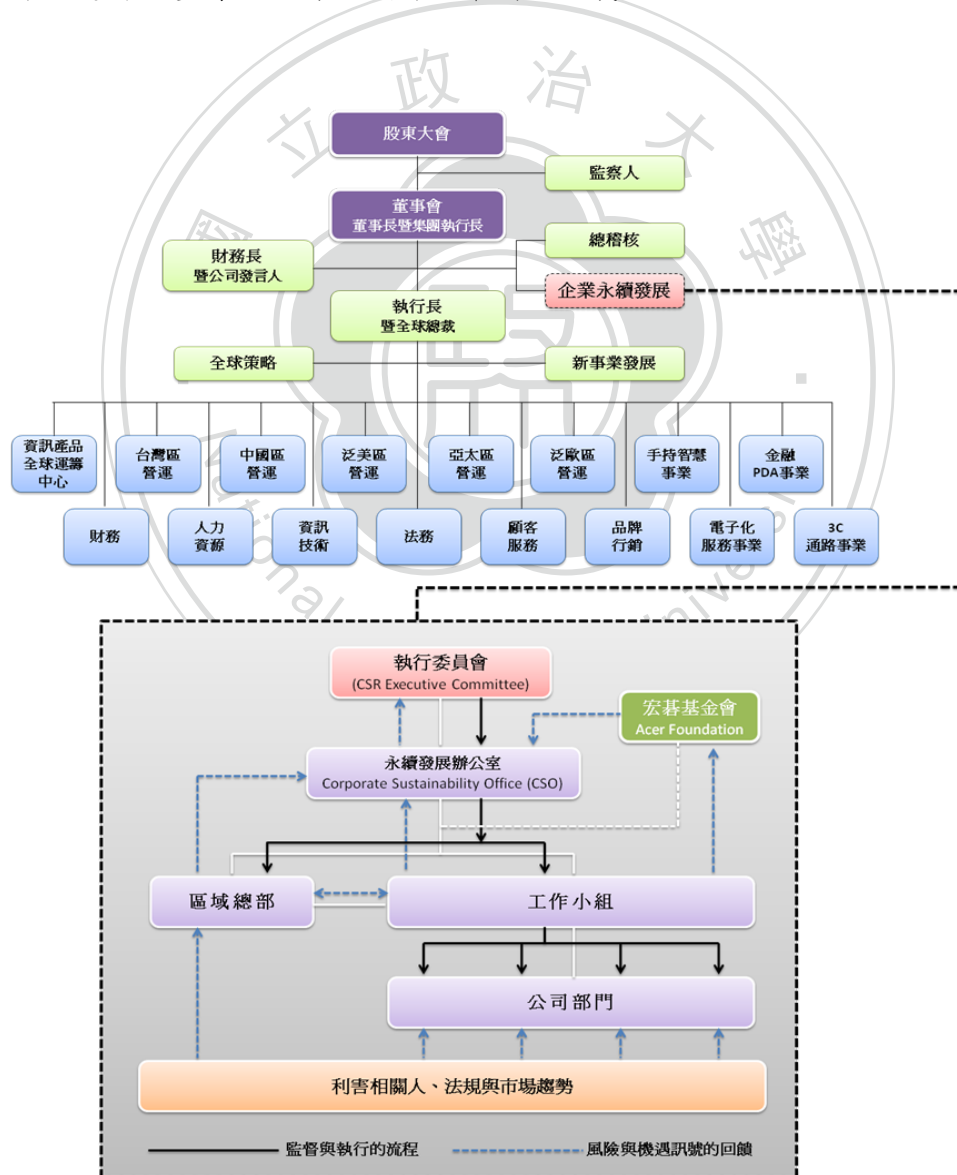 股東大會
監察人
董事會
董事長暨集團執行長
總稽核
財務長
暨公司發言人
企業永續發展
執行長
暨全球總裁
全球策略
新事業發展
資訊產品
全球運籌
中心
台灣區
營運
中國區
營運
泛美區
營運
亞太區
營運
泛歐區
營運
手持智慧
事業
金融
PDA事業
財務
人力
資源
資訊
技術
法務
顧客
服務
品牌
行銷
電子化
服務事業
3C
通路事業
執行委員會
(CSR Executive Committee)
宏碁基金會
Acer Foundation
永續發展辦公室
Corporate Sustainability Office (CSO)
區域總部
工作小組
公司部門
利害相關人、法規與市場趨勢
監督與執行的流程
風險與機遇訊號的回饋
立政治大學
National